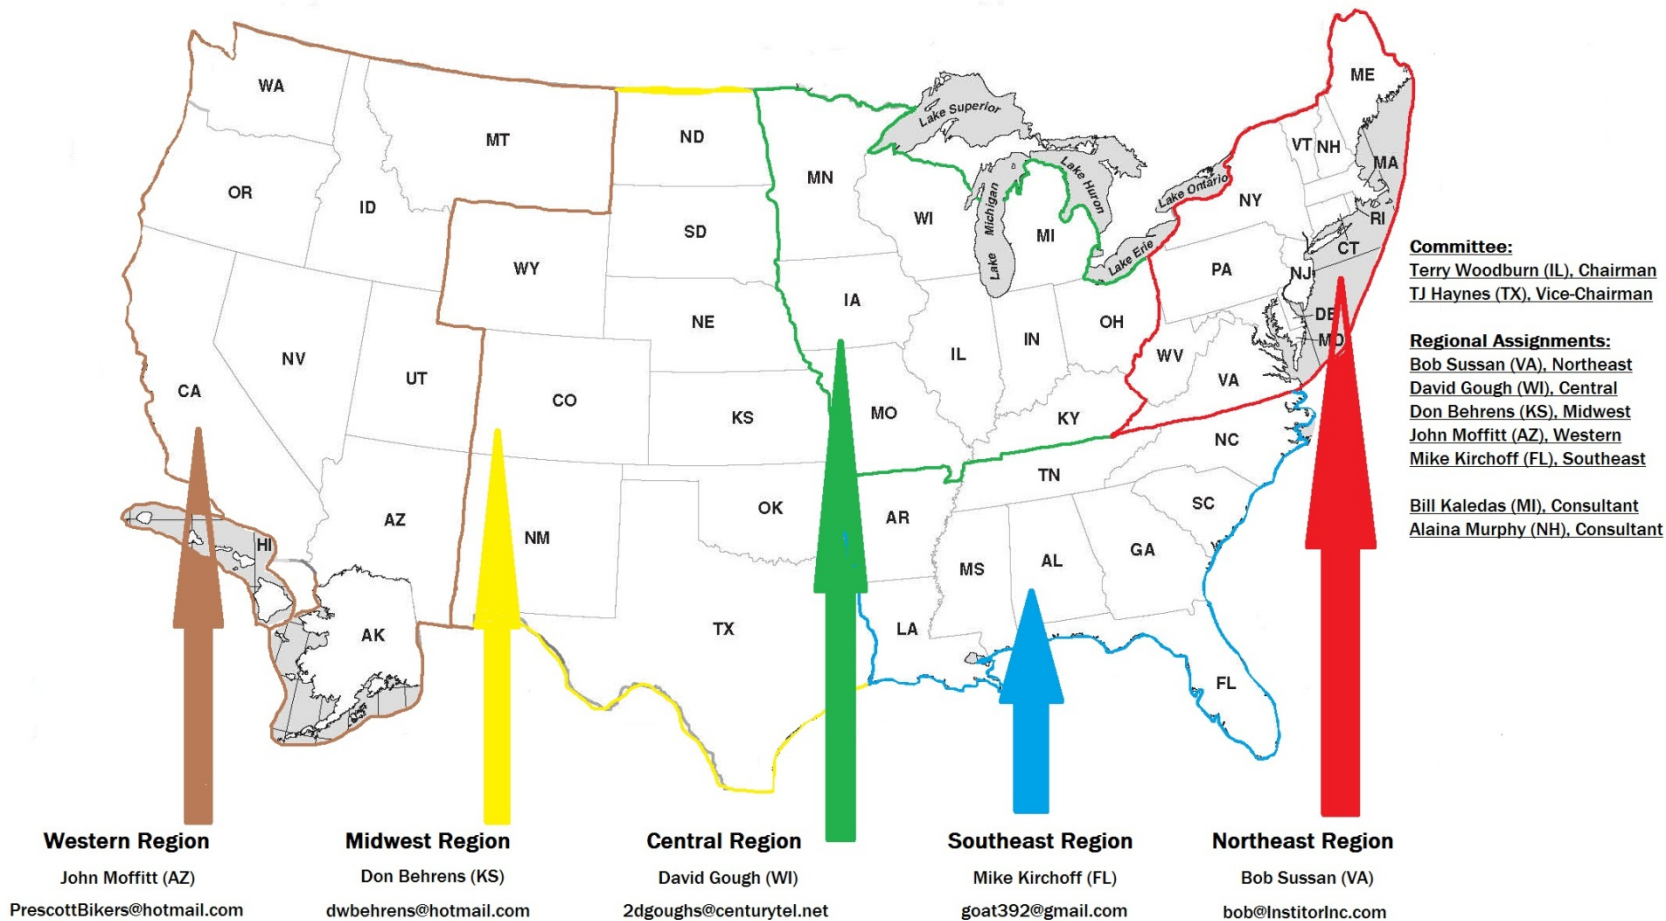 WA
MT
ND
ME
Lake Superior
VT NH
OR
ID
MN
MA
Lake Huron
Lake Ontario
NY
RI
SD
WI
Lake Michigan
MI
CT
WY
Lake Erie
PA
NJ
IA
NE
OH
DE
MD
NV
UT
IL
IN
WV
VA
CA
CO
KS
MO
KY
NC
TN
AZ
OK
AR
SC
NM
HI
MS
AL
GA
TX
LA
AK
FL
Committee:
Terry Woodburn (IL), Chairman
TJ Haynes (TX), Vice-Chairman
Regional Assignments:
Bob Sussan (VA), Northeast
David Gough (WI), Central
Don Behrens (KS), Midwest
John Moffitt (AZ), Western
Mike Kirchoff (FL), Southeast
Bill Kaledas (MI), Consultant
Alaina Murphy (NH), Consultant
Western Region
John Moffitt (AZ)
PrescottBikers@hotmail.com
Midwest Region
Don Behrens (KS)
dwbehrens@hotmail.com
Central Region
David Gough (WI)
2dgoughs@centurytel.net
Southeast Region
Mike Kirchoff (FL)
goat392@gmail.com
Northeast Region
Bob Sussan (VA)
bob@InstitorInc.com